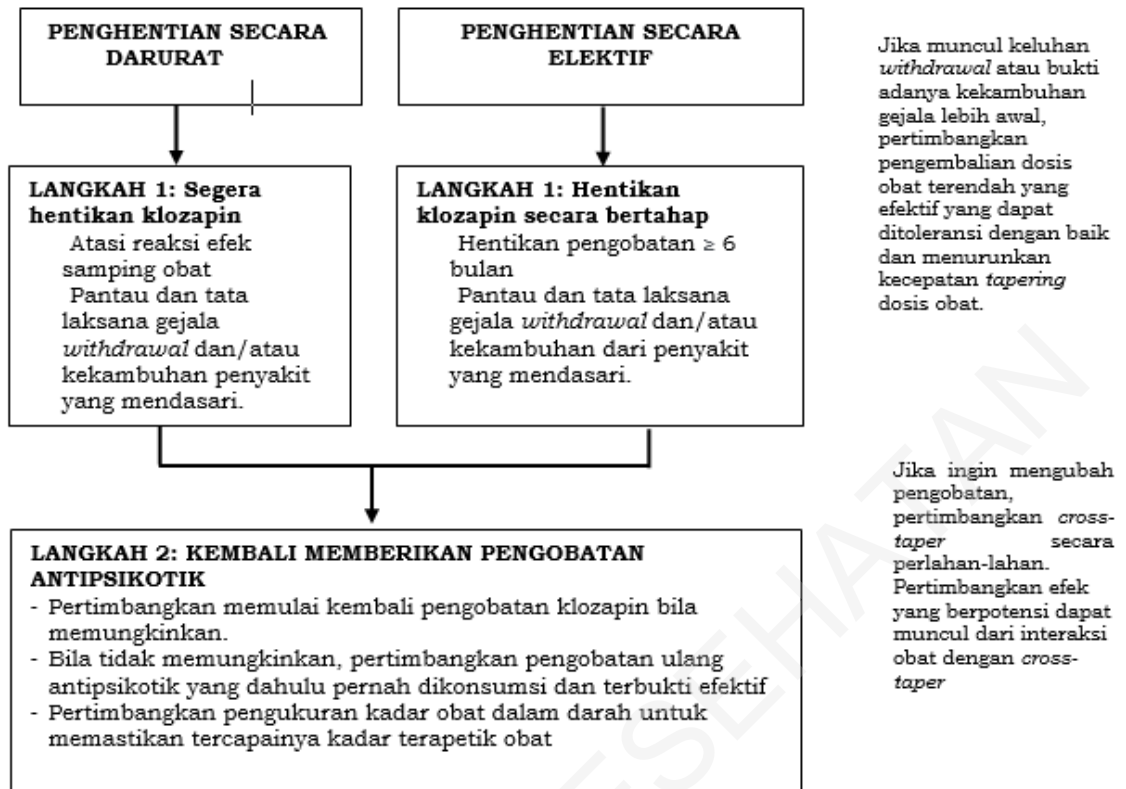 PENGHENTIAN SECARA
DARURAT
PENGHENTIAN SECARA
ELEKTIF
Jika muncul keluhan
withdrawal atau bukti
adanya kekambuhan
gejala lebih awal,
pertimbangkan
pengembalian dosis
obat terendah yang
efektif yang dapat
ditoleransi dengan baik
dan menurunkan
kecepatan tapering
dosis obat.
LANGKAH 1: Segera
hentikan klozapin
Atasi reaksi efek
samping obat
Pantau dan tata
laksana gejala
withdrawal dan/atau
kekambuhan penyakit
yang mendasari.
LANGKAH 1: Hentikan
klozapin secara bertahap
Hentikan pengobatan ≥ 6
bulan
Pantau dan tata laksana
gejala withdrawal dan/atau
kekambuhan dari penyakit
yang mendasari.
Jika ingin mengubah
pengobatan,
pertimbangkan cross-
taper secara
perlahan-lahan.
Pertimbangkan efek
yang berpotensi dapat
muncul dari interaksi
obat dengan cross-
taper
LANGKAH 2: KEMBALI MEMBERIKAN PENGOBATAN
ANTIPSIKOTIK
- Pertimbangkan memulai kembali pengobatan klozapin bila
memungkinkan.
- Bila tidak memungkinkan, pertimbangkan pengobatan ulang
antipsikotik yang dahulu pernah dikonsumsi dan terbukti efektif
- Pertimbangkan pengukuran kadar obat dalam darah untuk
memastikan tercapainya kadar terapetik obat
ESEHATAN